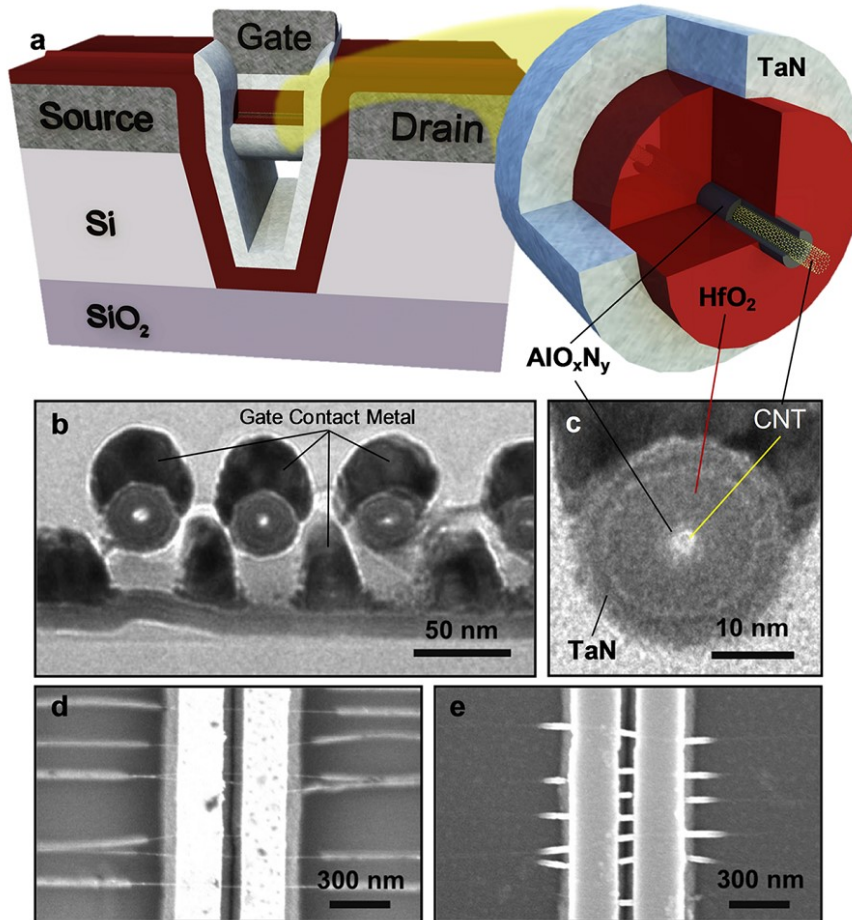 a
Gate
TaN
Source
Drain
Si
HfO₂
SiO₂
AlOₓNᵧ
b
Gate Contact Metal
c
CNT
50 nm
TaN
10 nm
d
e
300 nm
300 nm